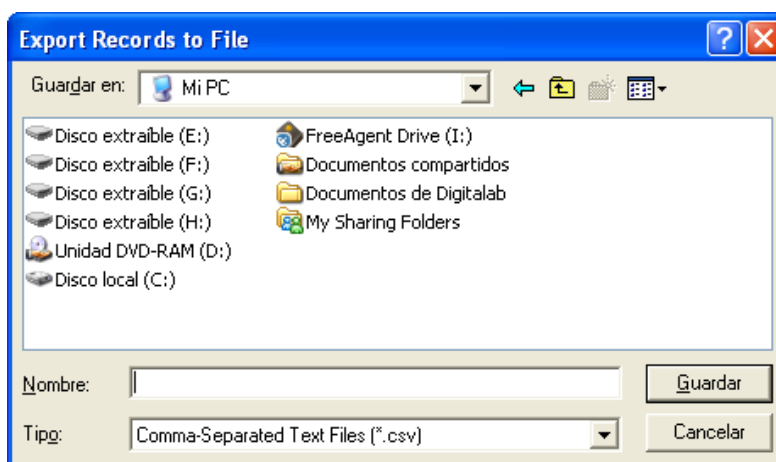 Export Records to File
Guardar en: Mi PC
Disco extraíble (E:)
Disco extraíble (F:)
Disco extraíble (G:)
Disco extraíble (H:)
Unidad DVD-RAM (D:)
Disco local (C:)
FreeAgent Drive (I:)
Documentos compartidos
Documentos de Digitalab
My Sharing Folders
Nombre:
Guardar
Tipo: Comma-Separated Text Files (*.csv)
Cancelar